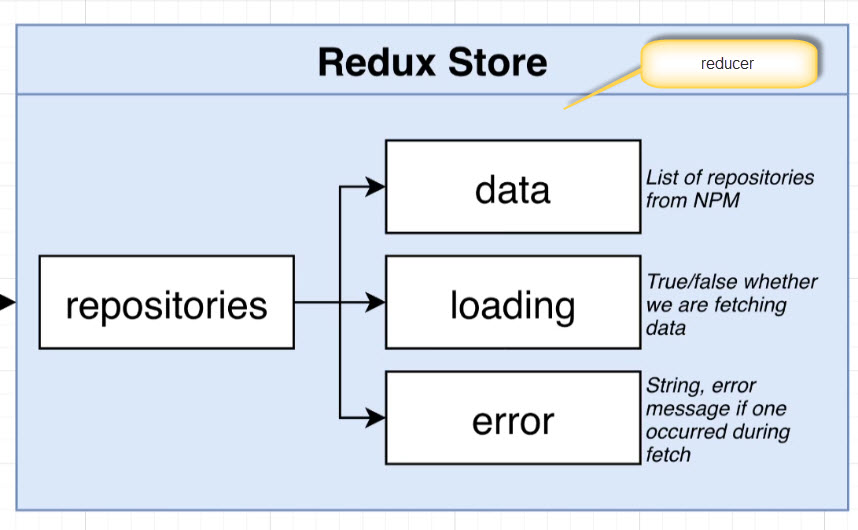 Redux Store
reducer
data
List of repositories
from NPM
repositories
loading
True/false whether
we are fetching
data
error
String, error
message if one
occurred during
fetch